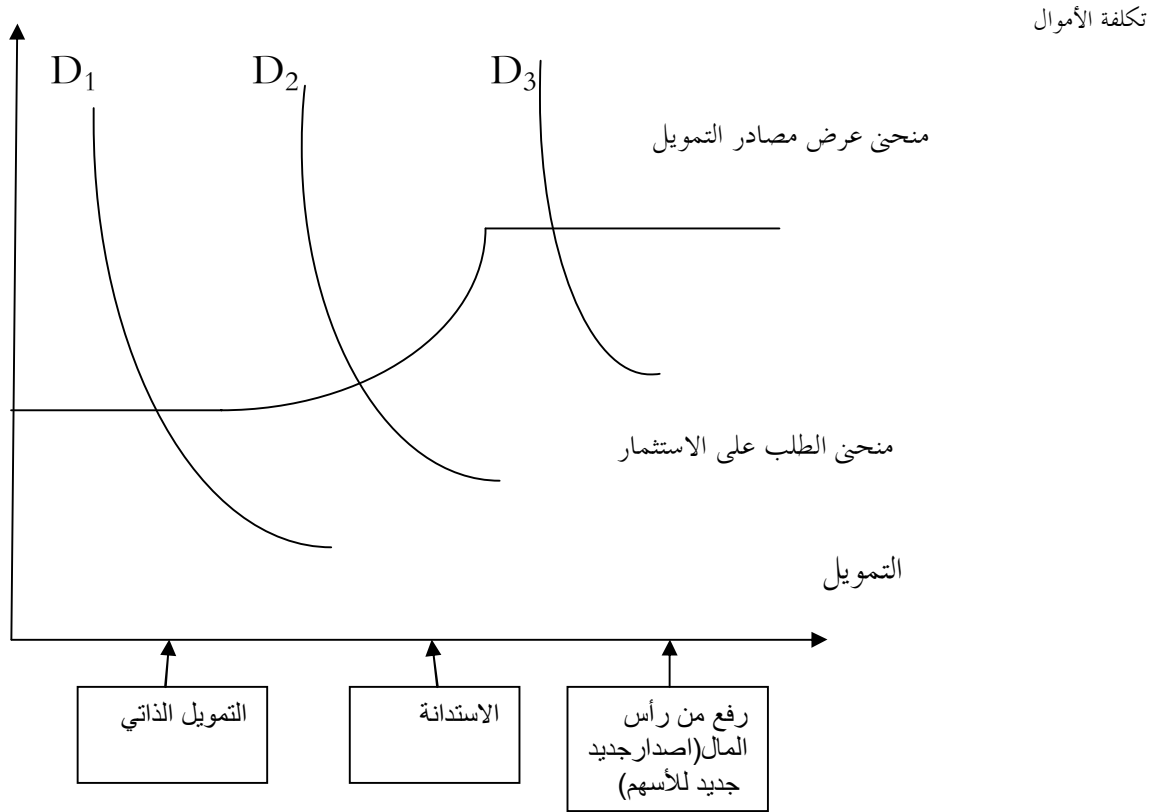 تكلفة الأموال
D1
D2
D3
منحنى عرض مصادر التمويل
منحنى الطلب على الاستثمار
التمويل
التمويل الذاتي
الاستدانة
رفع من رأس
المال(اصدارجديد
جديد للأسهم)